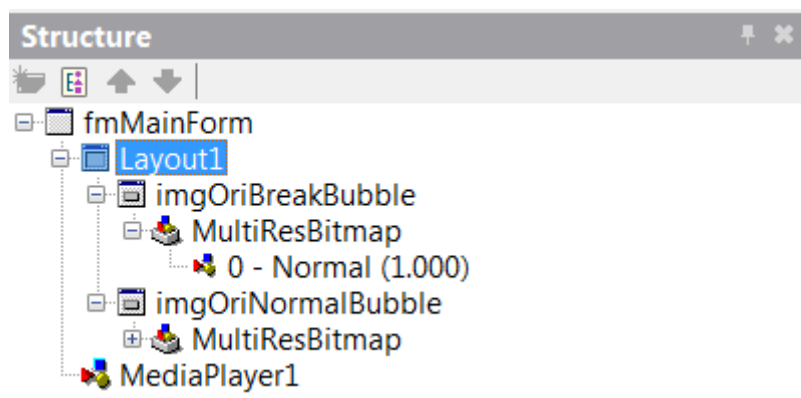 Structure
fmMainForm
Layout1
imgOriBreakBubble
MultiResBitmap
0 - Normal (1.000)
imgOriNormalBubble
MultiResBitmap
MediaPlayer1